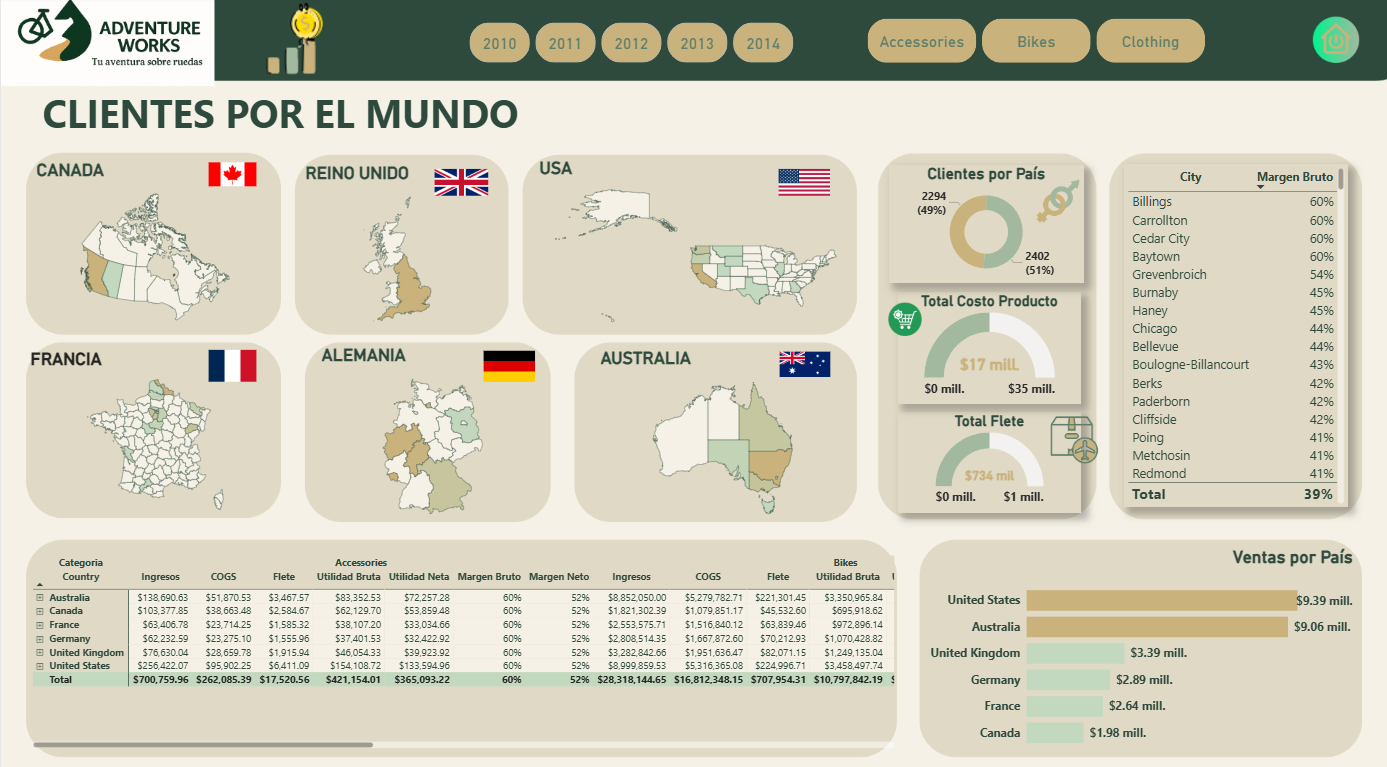 ADVENTURE
WORKS
Tu aventura sobre ruedas
2010 2011 2012 2013 2014
Accessories Bikes Clothing
CLIENTES POR EL MUNDO
CANADA
REINO UNIDO
USA
FRANCIA
ALEMANIA
AUSTRALIA
Clientes por País
2294
(49%)
2402
(51%)
Total Costo Producto
$17 mill.
$0 mill. $35 mill.
Total Flete
$734 mil
$0 mill. $1 mill.
City Margen Bruto
Billings 60%
Carrollton 60%
Cedar City 60%
Baytown 60%
Grevenbroich 54%
Burnaby 45%
Haney 45%
Chicago 44%
Bellevue 44%
Boulogne-Billancourt 43%
Berks 42%
Paderborn 42%
Cliffside 42%
Poing 41%
Metchosin 41%
Redmond 41%
Total 39%
Categoria Accessories Bikes
Country Ingresos COGS Flete Utilidad Bruta Utilidad Neta Margen Bruto Margen Neto Ingresos COGS Flete Utilidad Bruta
Australia $138,690.63 $51,870.53 $3,467.57 $83,352.53 $72,257.28 60% 52% $8,852,050.00 $5,279,782.71 $221,301.45 $3,350,965.84
Canada $103,377.85 $38,663.48 $2,584.67 $62,129.70 $53,859.48 60% 52% $1,821,302.39 $1,079,851.17 $45,532.60 $695,918.62
France $63,406.78 $23,714.25 $1,585.32 $38,107.20 $33,034.66 60% 52% $2,553,575.71 $1,516,840.12 $63,839.46 $972,896.14
Germany $62,232.59 $23,275.10 $1,555.96 $37,401.53 $32,422.92 60% 52% $2,808,514.35 $1,667,872.60 $70,212.93 $1,070,428.82
United Kingdom $76,630.04 $28,659.78 $1,915.94 $46,054.33 $39,923.92 60% 52% $3,282,842.66 $1,951,636.47 $82,071.15 $1,249,135.04
United States $256,422.07 $95,902.25 $6,411.09 $154,108.72 $133,594.96 60% 52% $8,999,859.53 $5,316,365.08 $224,996.71 $3,458,497.74
Total $700,759.96 $262,085.39 $17,520.56 $421,154.01 $365,093.22 60% 52% $28,318,144.65 $16,812,348.15 $707,954.31 $10,797,842.19
Ventas por País
United States $9.39 mill.
Australia $9.06 mill.
United Kingdom $3.39 mill.
Germany $2.89 mill.
France $2.64 mill.
Canada $1.98 mill.